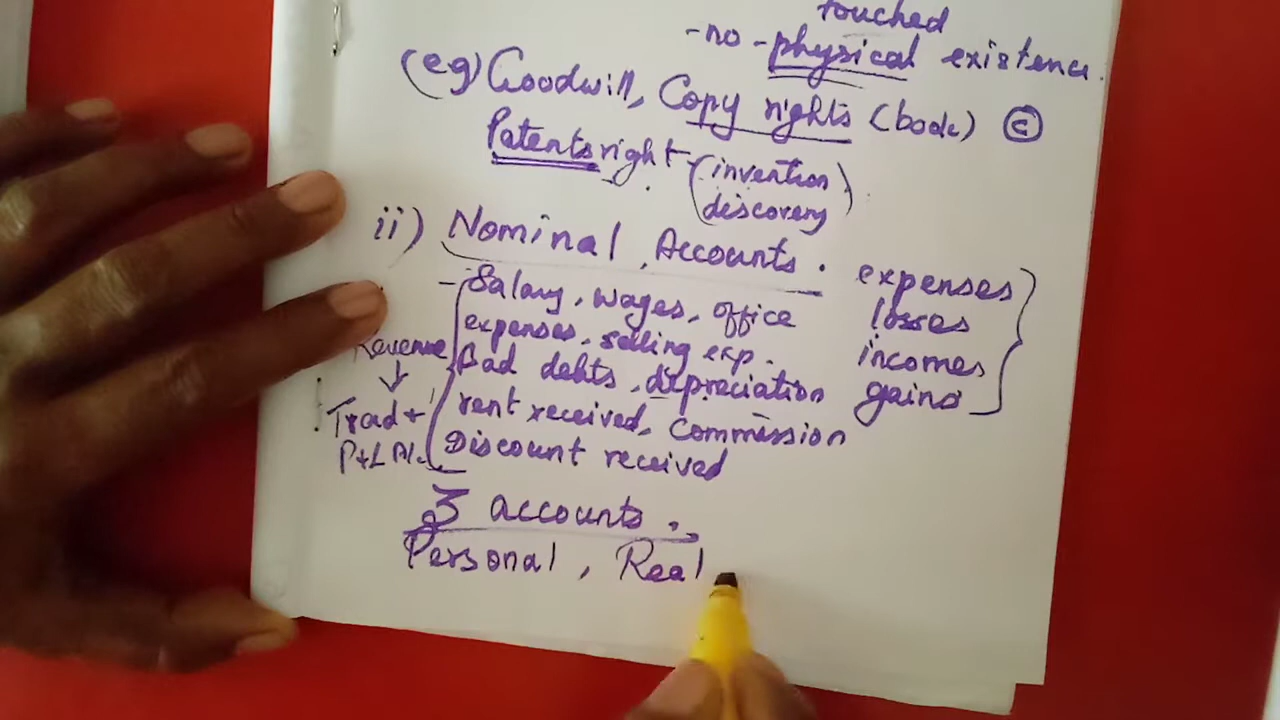 touched
-no -physical existence.
(eg) Goodwill, Copy rights (book) ©
Patents right - (invention
discovery)
ii) Nominal Accounts.
- Salary, wages, office
expenses, selling exp.
Bad debts, depreciation
rent received, commission
Discount received
expenses
losses
incomes
gains
Revenue
↓
Trad +
P+L A/c
3 accounts.
Personal, Real